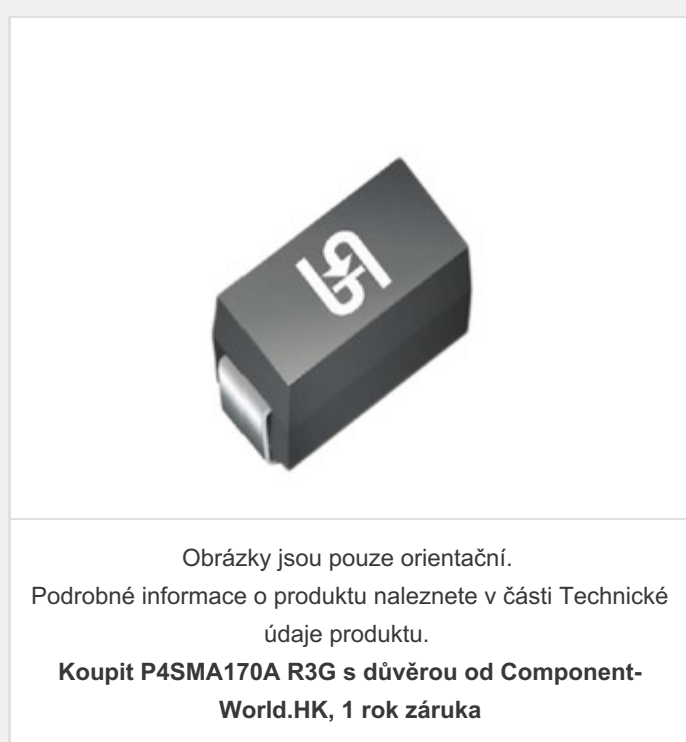 Obrázky jsou pouze orientační.
Podrobné informace o produktu naleznete v části Technické
údaje produktu.
Koupit P4SMA170A R3G s důvěrou od Component-
World.HK, 1 rok záruka